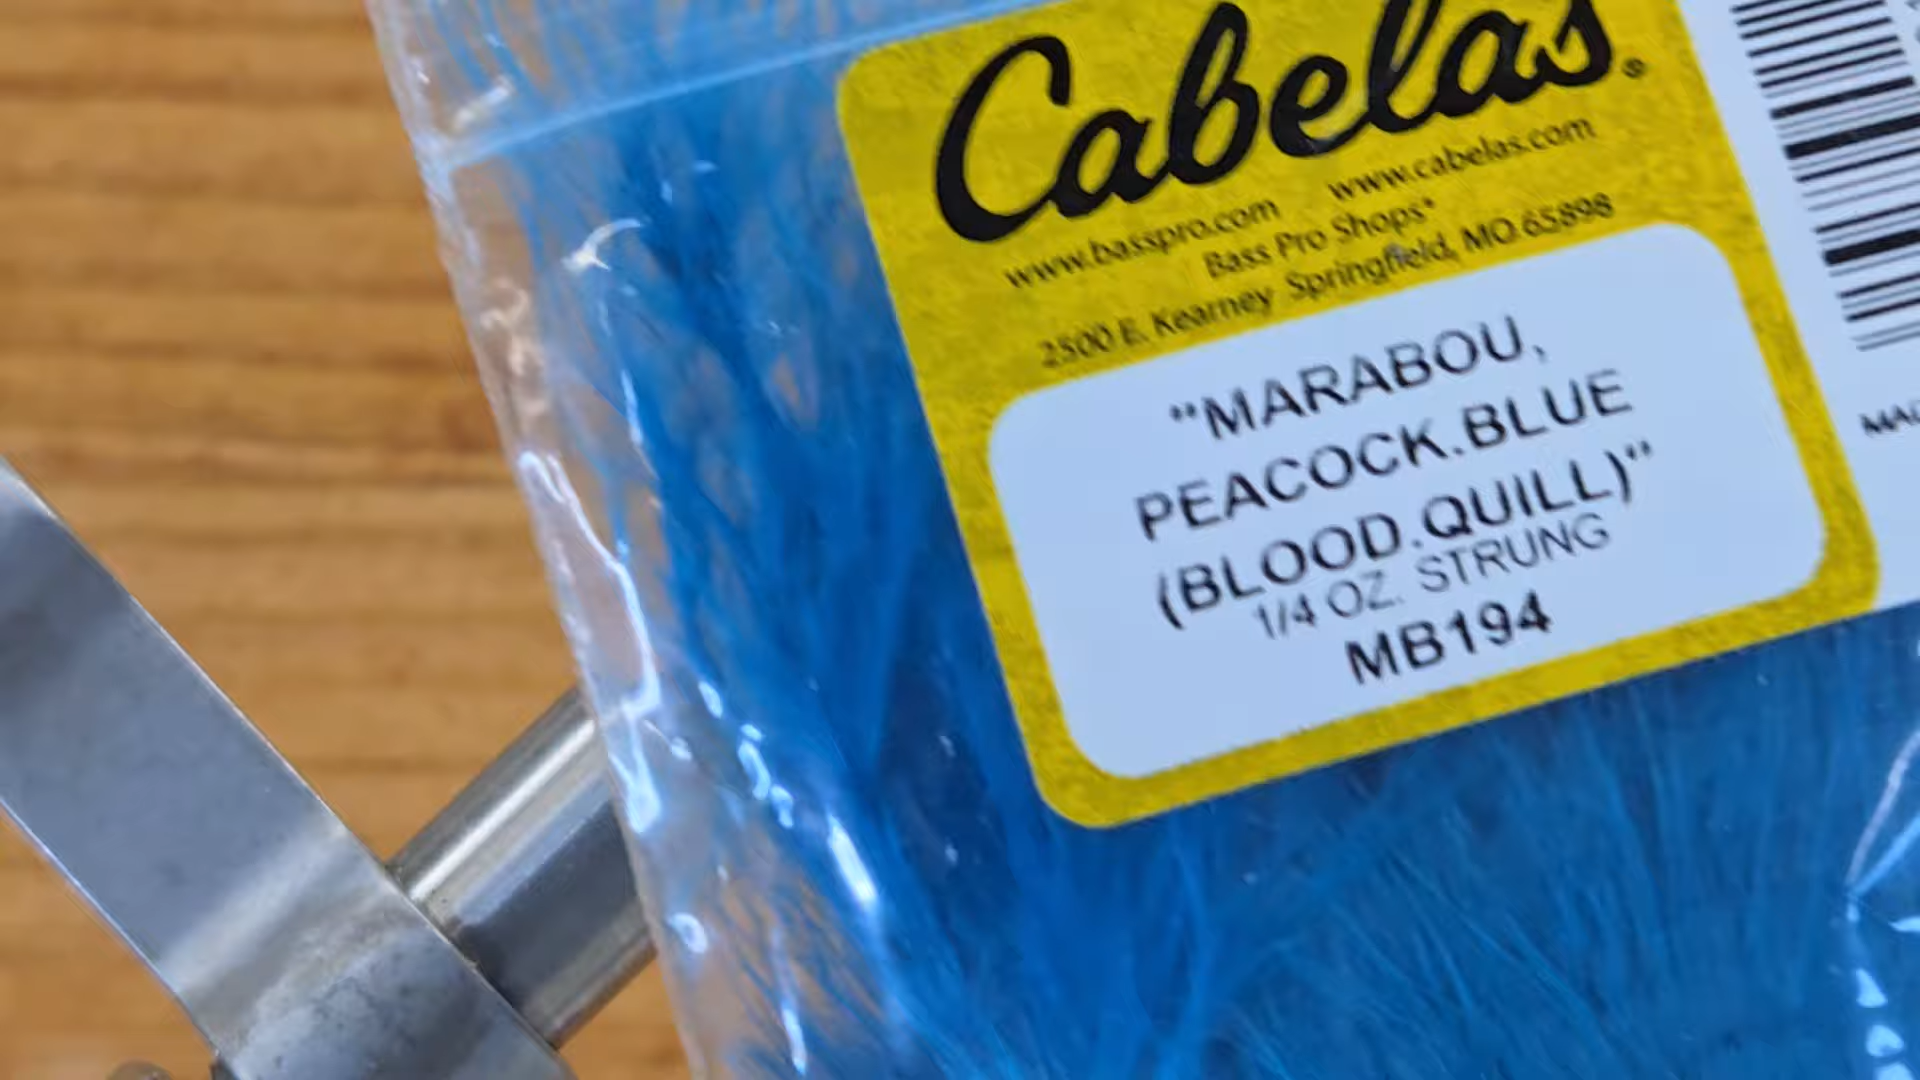 Cabelas®
www.basspro.com www.cabelas.com
Bass Pro Shops®
2500 E. Kearney Springfield, MO 65898
"MARABOU,
PEACOCK.BLUE
(BLOOD.QUILL)"
1/4 OZ. STRUNG
MB194